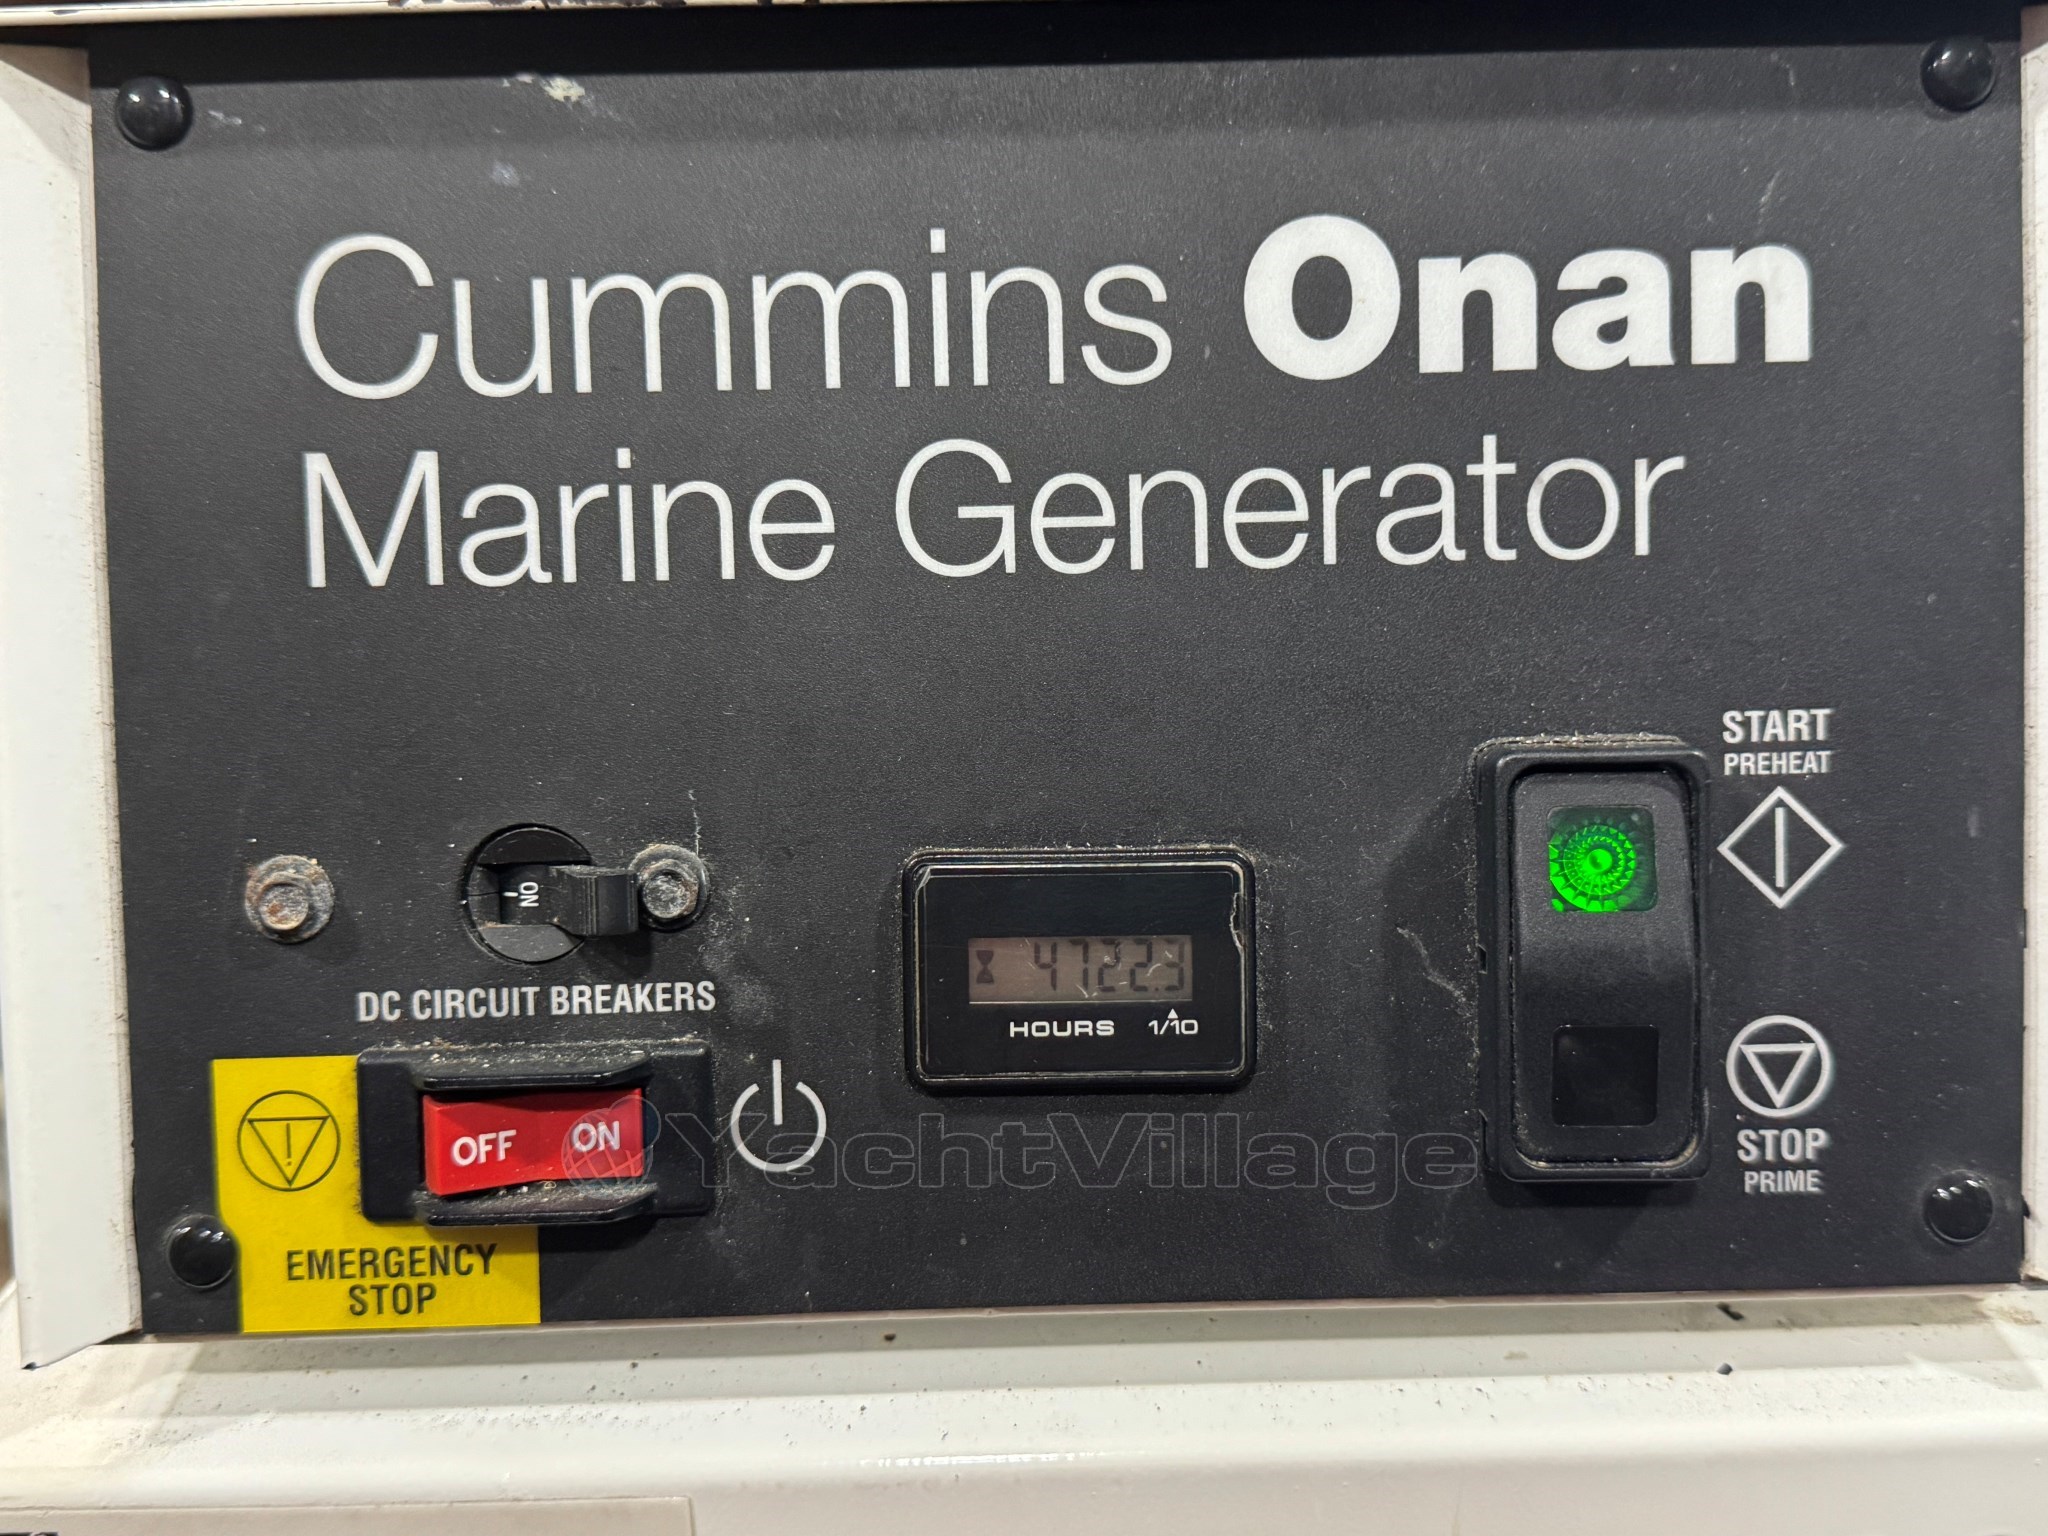 Cummins Onan
Marine Generator
START
PREHEAT
ON
DC CIRCUIT BREAKERS
4722.3
HOURS 1/10
OFF ON
EMERGENCY
STOP
STOP
PRIME
YachtVillage